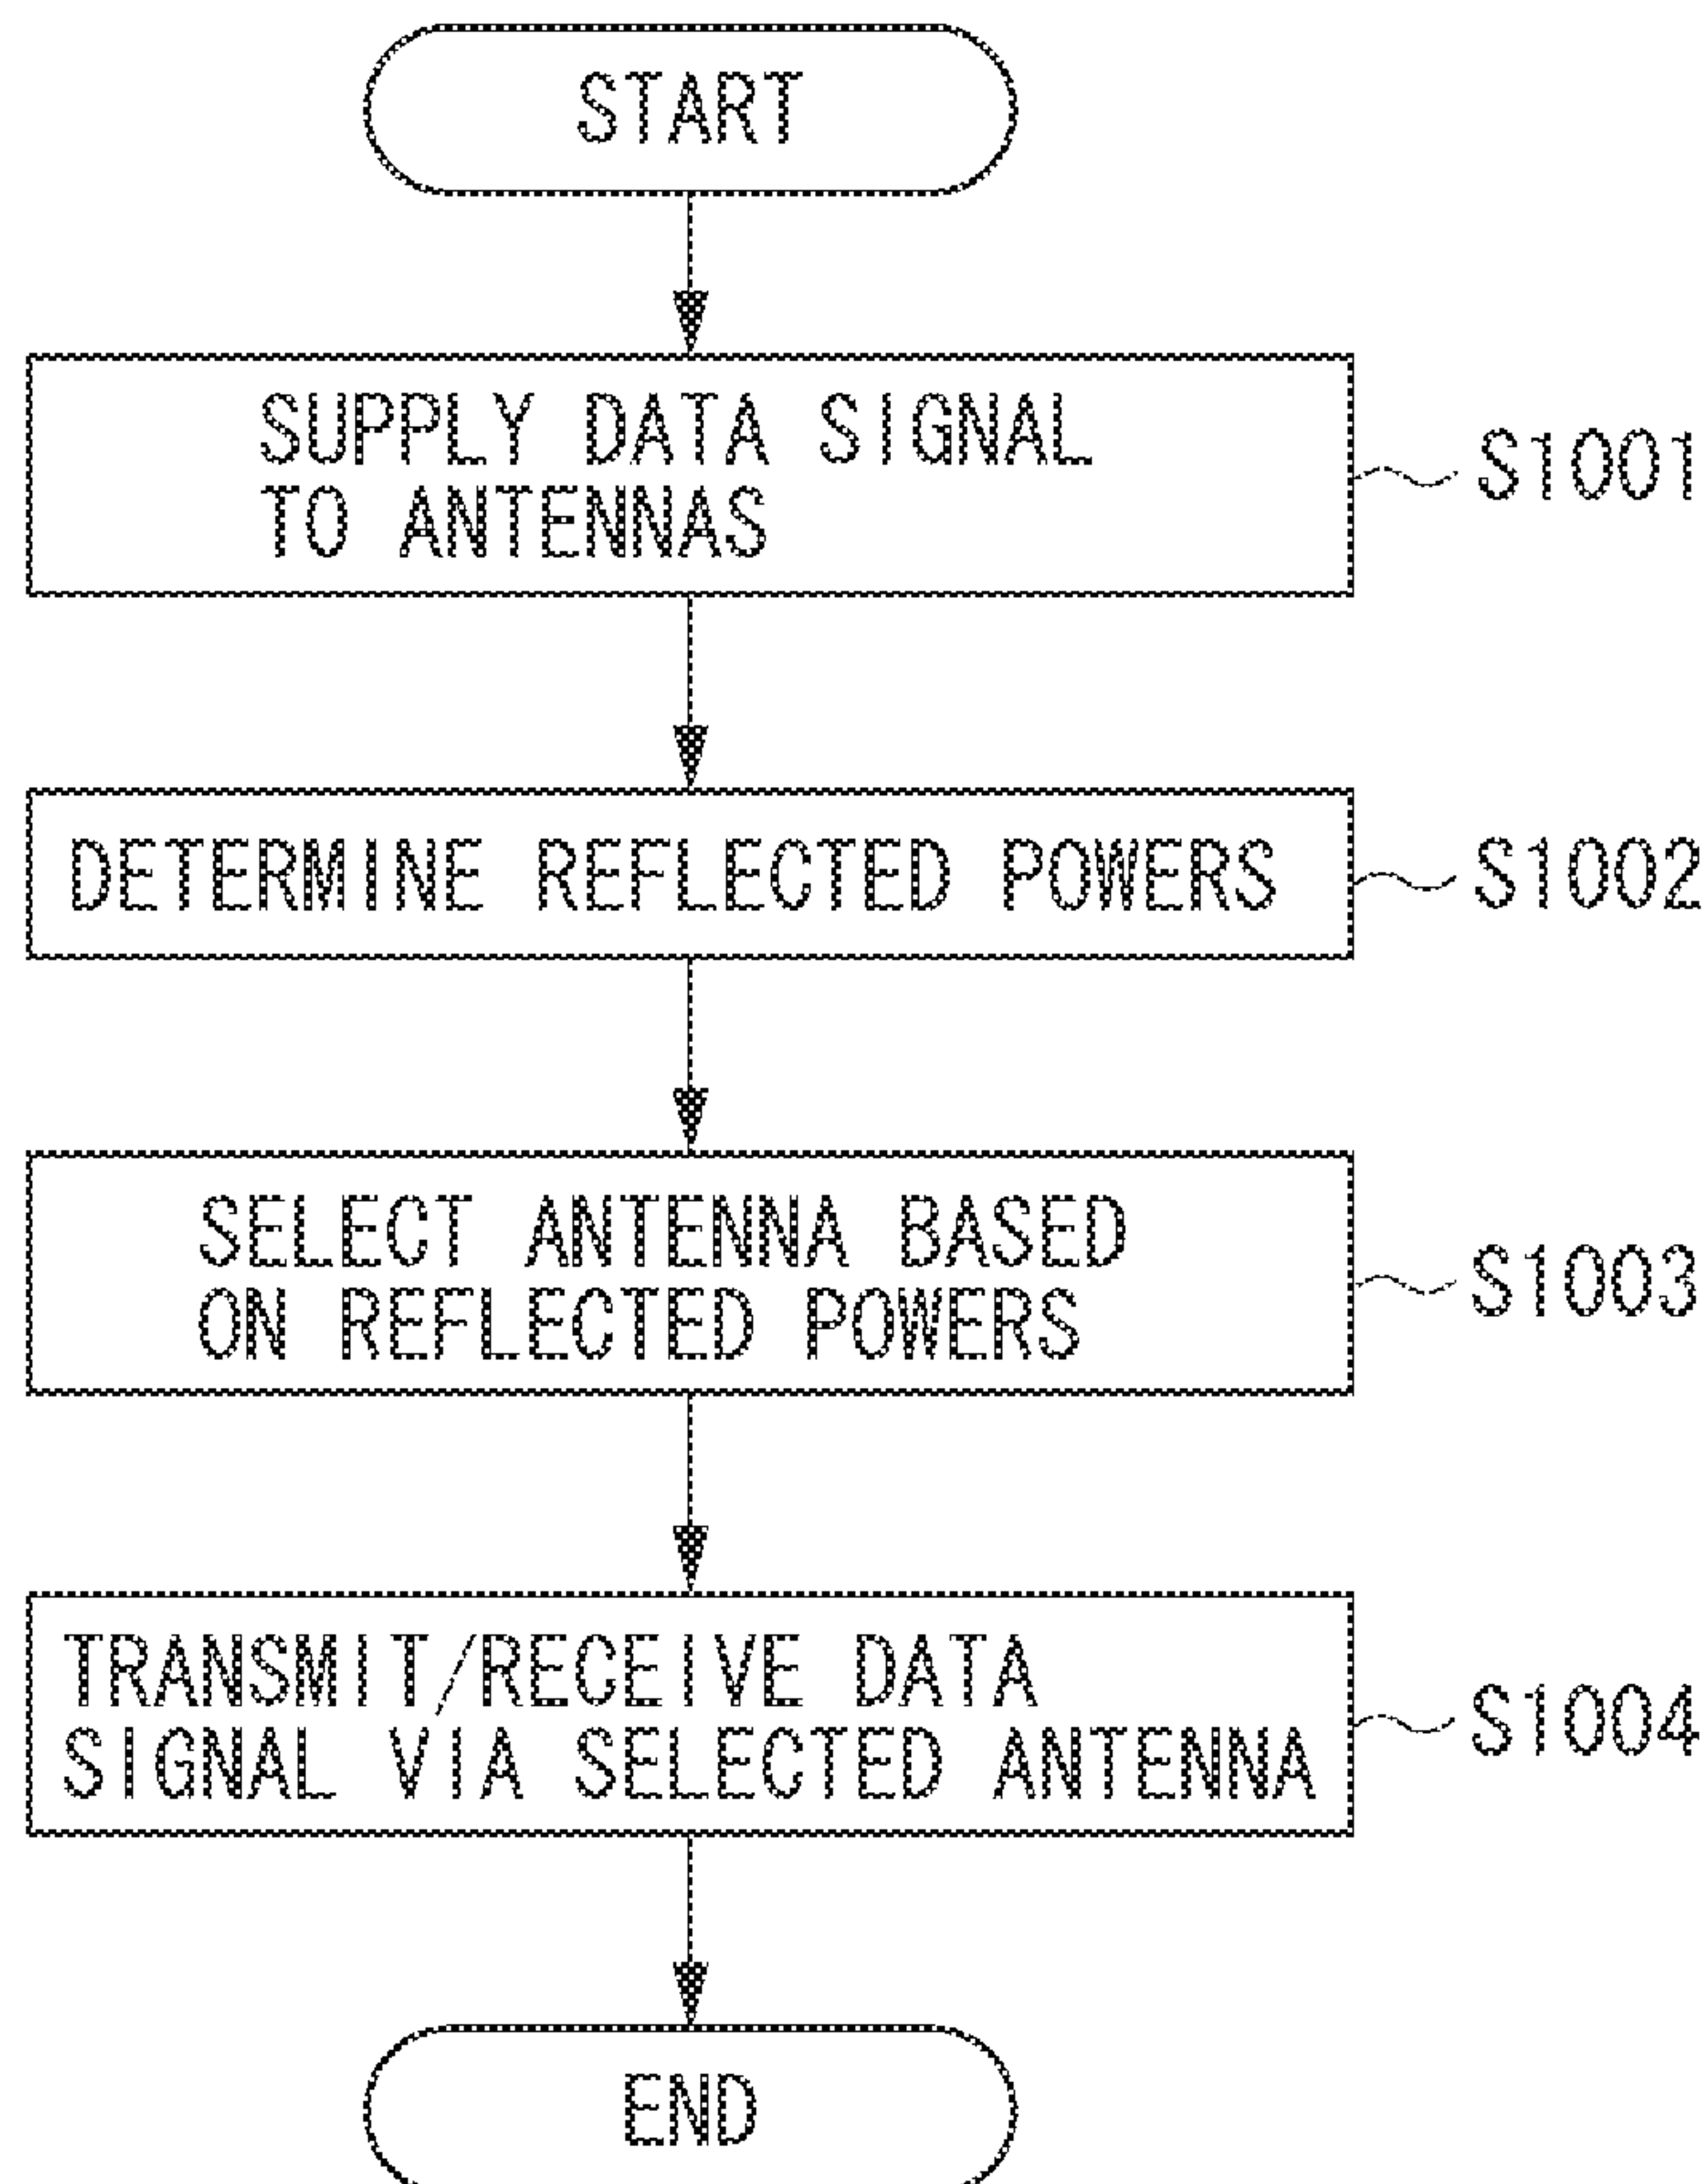 START
SUPPLY DATA SIGNAL
TO ANTENNAS
S1001
DETERMINE REFLECTED POWERS
S1002
SELECT ANTENNA BASED
ON REFLECTED POWERS
S1003
TRANSMIT/RECEIVE DATA
SIGNAL VIA SELECTED ANTENNA
S1004
END